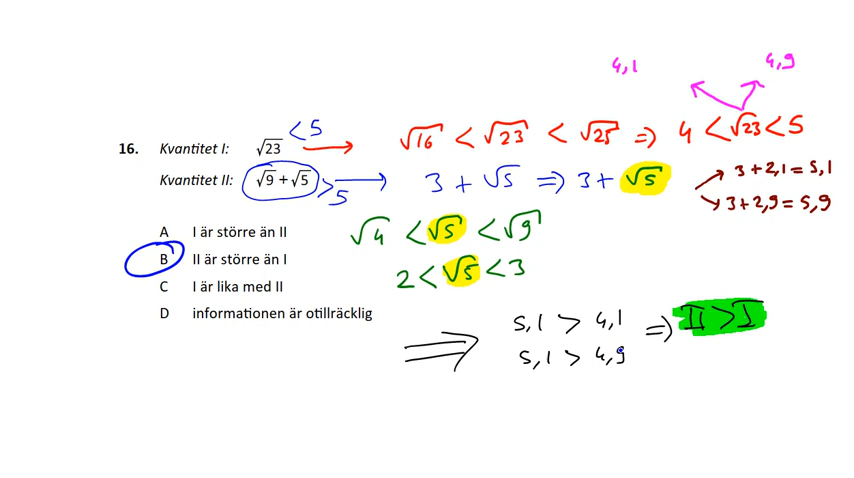 4,1
4,9
16. Kvantitet I: √23 < 5 → √16 < √23 < √25 => 4 < √23 < 5
Kvantitet II: √9 + √5 > 5 → 3 + √5 => 3 + √5
3 + 2,1 = 5,1
3 + 2,9 = 5,9
A I är större än II
√4 < √5 < √9
B II är större än I
2 < √5 < 3
C I är lika med II
D informationen är otillräcklig
=> 5,1 > 4,1 => II > I
5,1 > 4,9